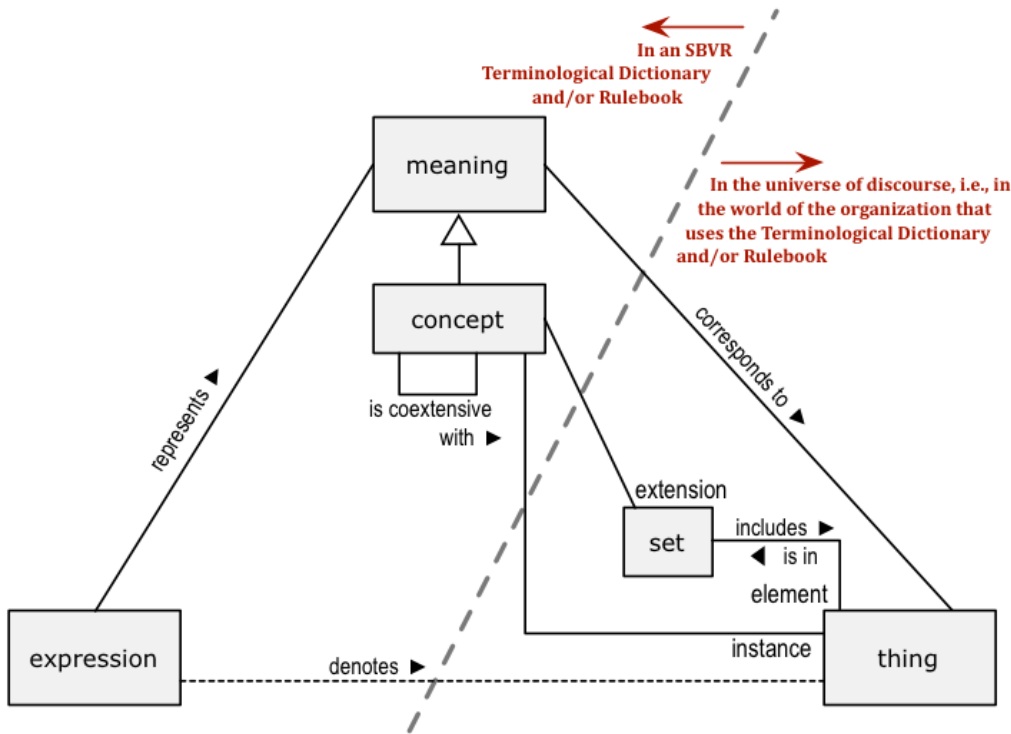 In an SBVR
Terminological Dictionary
and/or Rulebook
meaning
In the universe of discourse, i.e., in
the world of the organization that
uses the Terminological Dictionary
and/or Rulebook
concept
corresponds to
represents
is coextensive
with
extension
set
includes
is in
element
expression
denotes
instance
thing